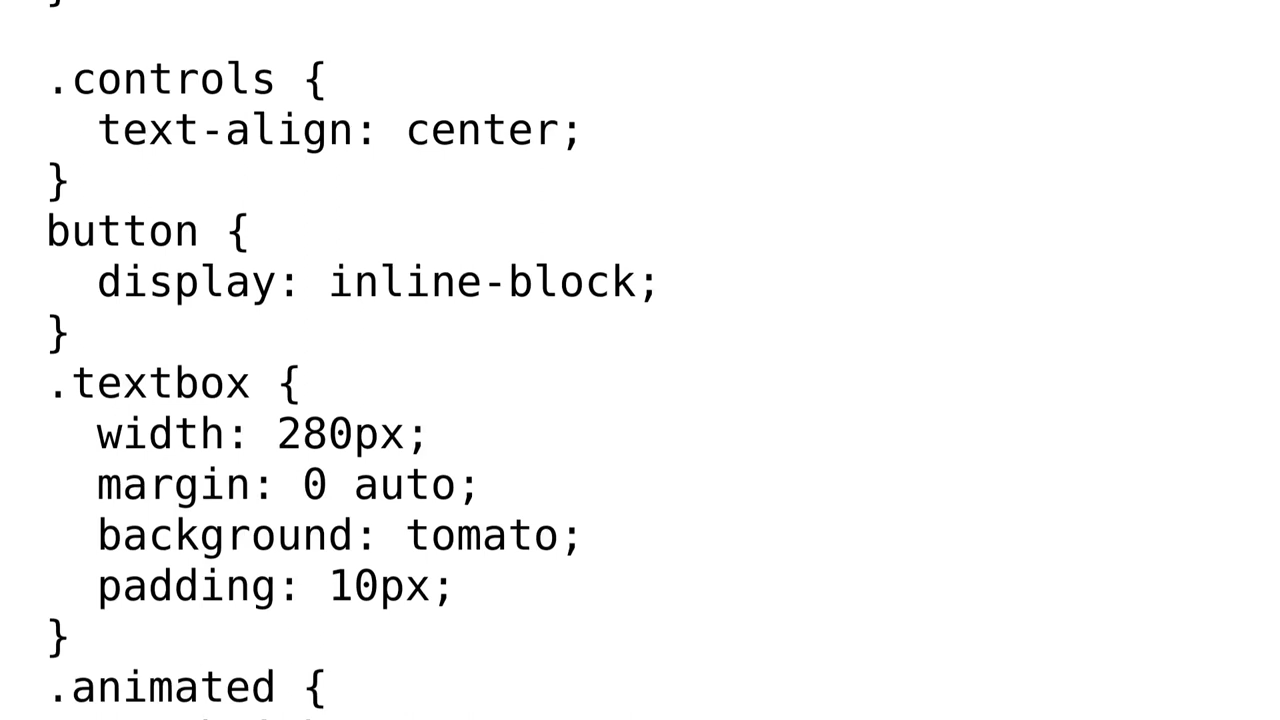 }

.controls {
  text-align: center;
}
button {
  display: inline-block;
}
.textbox {
  width: 280px;
  margin: 0 auto;
  background: tomato;
  padding: 10px;
}
.animated {